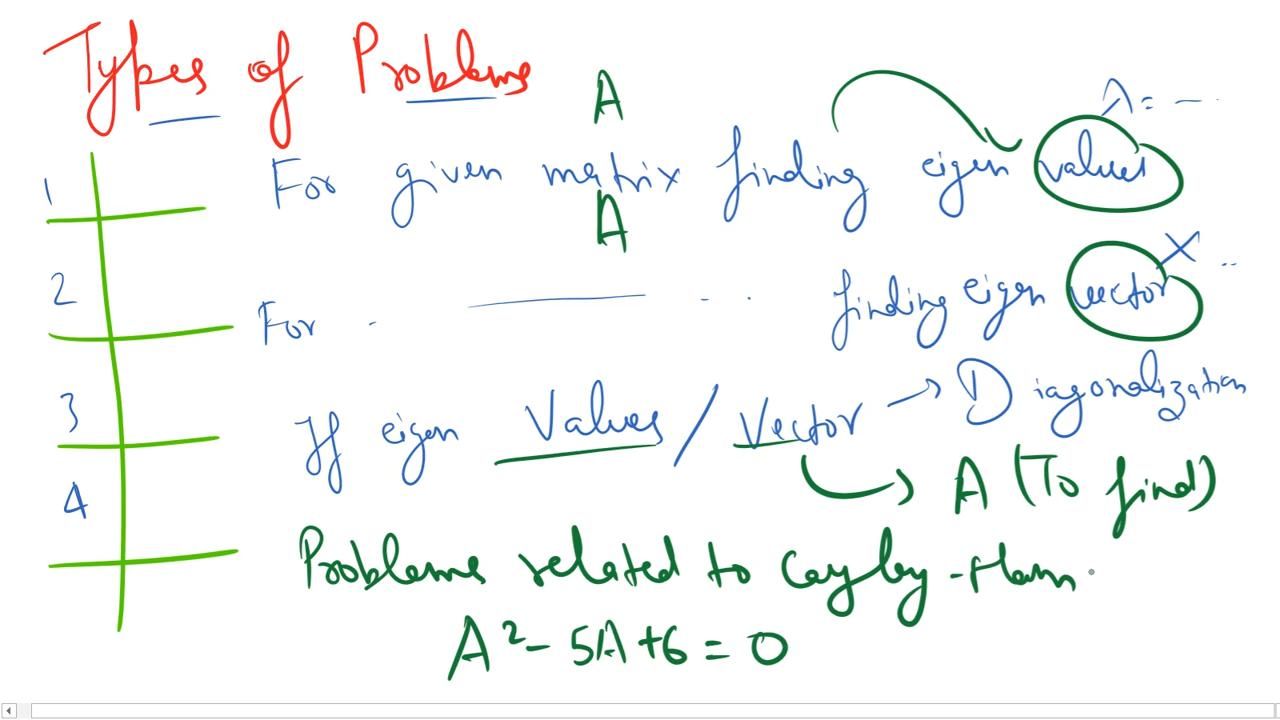 Types of Problems
A
λ = - - -
1 For given matrix finding eigen values
A
X ..
2 For - —— . . finding eigen vector
3 If eigen Values / Vector → Diagonalization
→ A (To find)
4 Problems related to Cayley-Ham
A² - 5A + 6 = 0